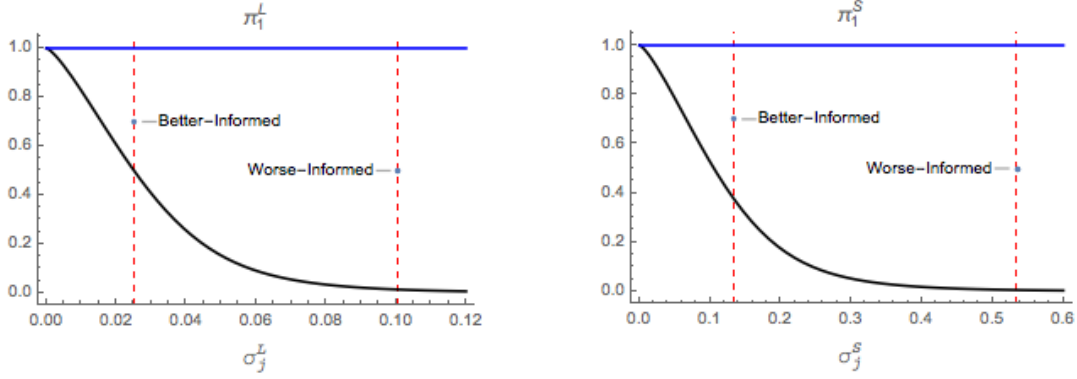 π₁ᴸ
1.0
0.8
0.6
0.4
0.2
0.0
Better-Informed
Worse-Informed
0.00 0.02 0.04 0.06 0.08 0.10 0.12
σⱼᴸ
π₁ˢ
1.0
0.8
0.6
0.4
0.2
0.0
Better-Informed
Worse-Informed
0.0 0.1 0.2 0.3 0.4 0.5 0.6
σⱼˢ